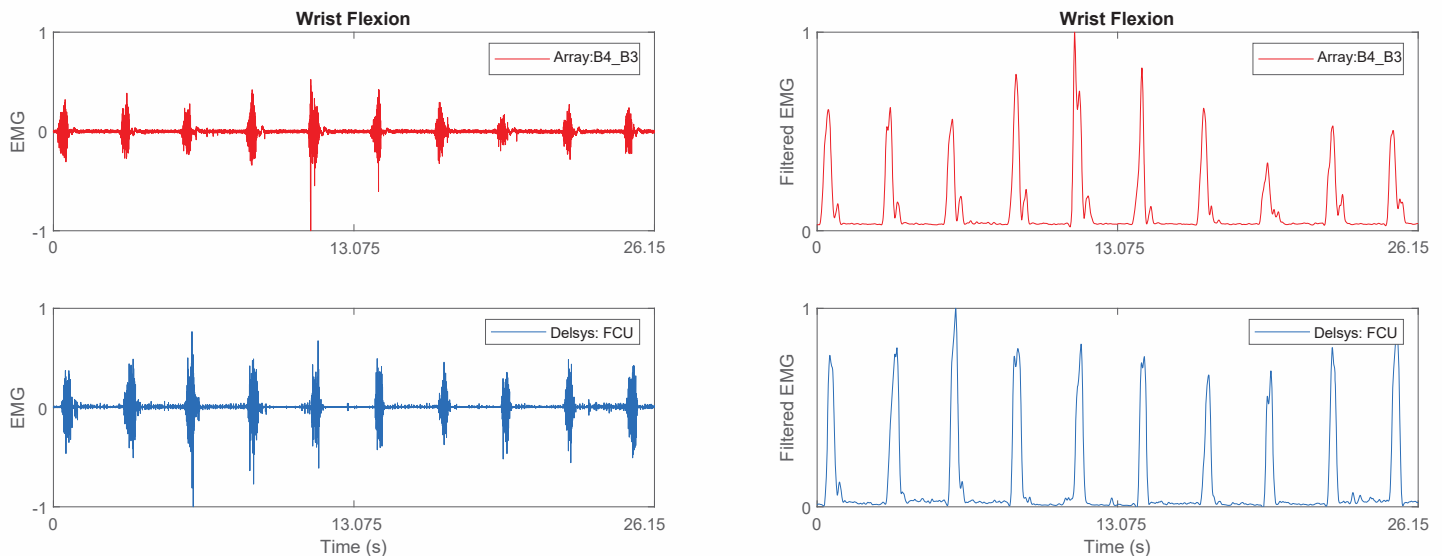 Wrist Flexion
1
Array:B4_B3
EMG
0
-1
0
13.075
26.15
Wrist Flexion
1
Array:B4_B3
Filtered EMG
0
0
13.075
26.15
1
Delsys: FCU
EMG
0
-1
0
13.075
26.15
Time (s)
1
Delsys: FCU
Filtered EMG
0
0
13.075
26.15
Time (s)